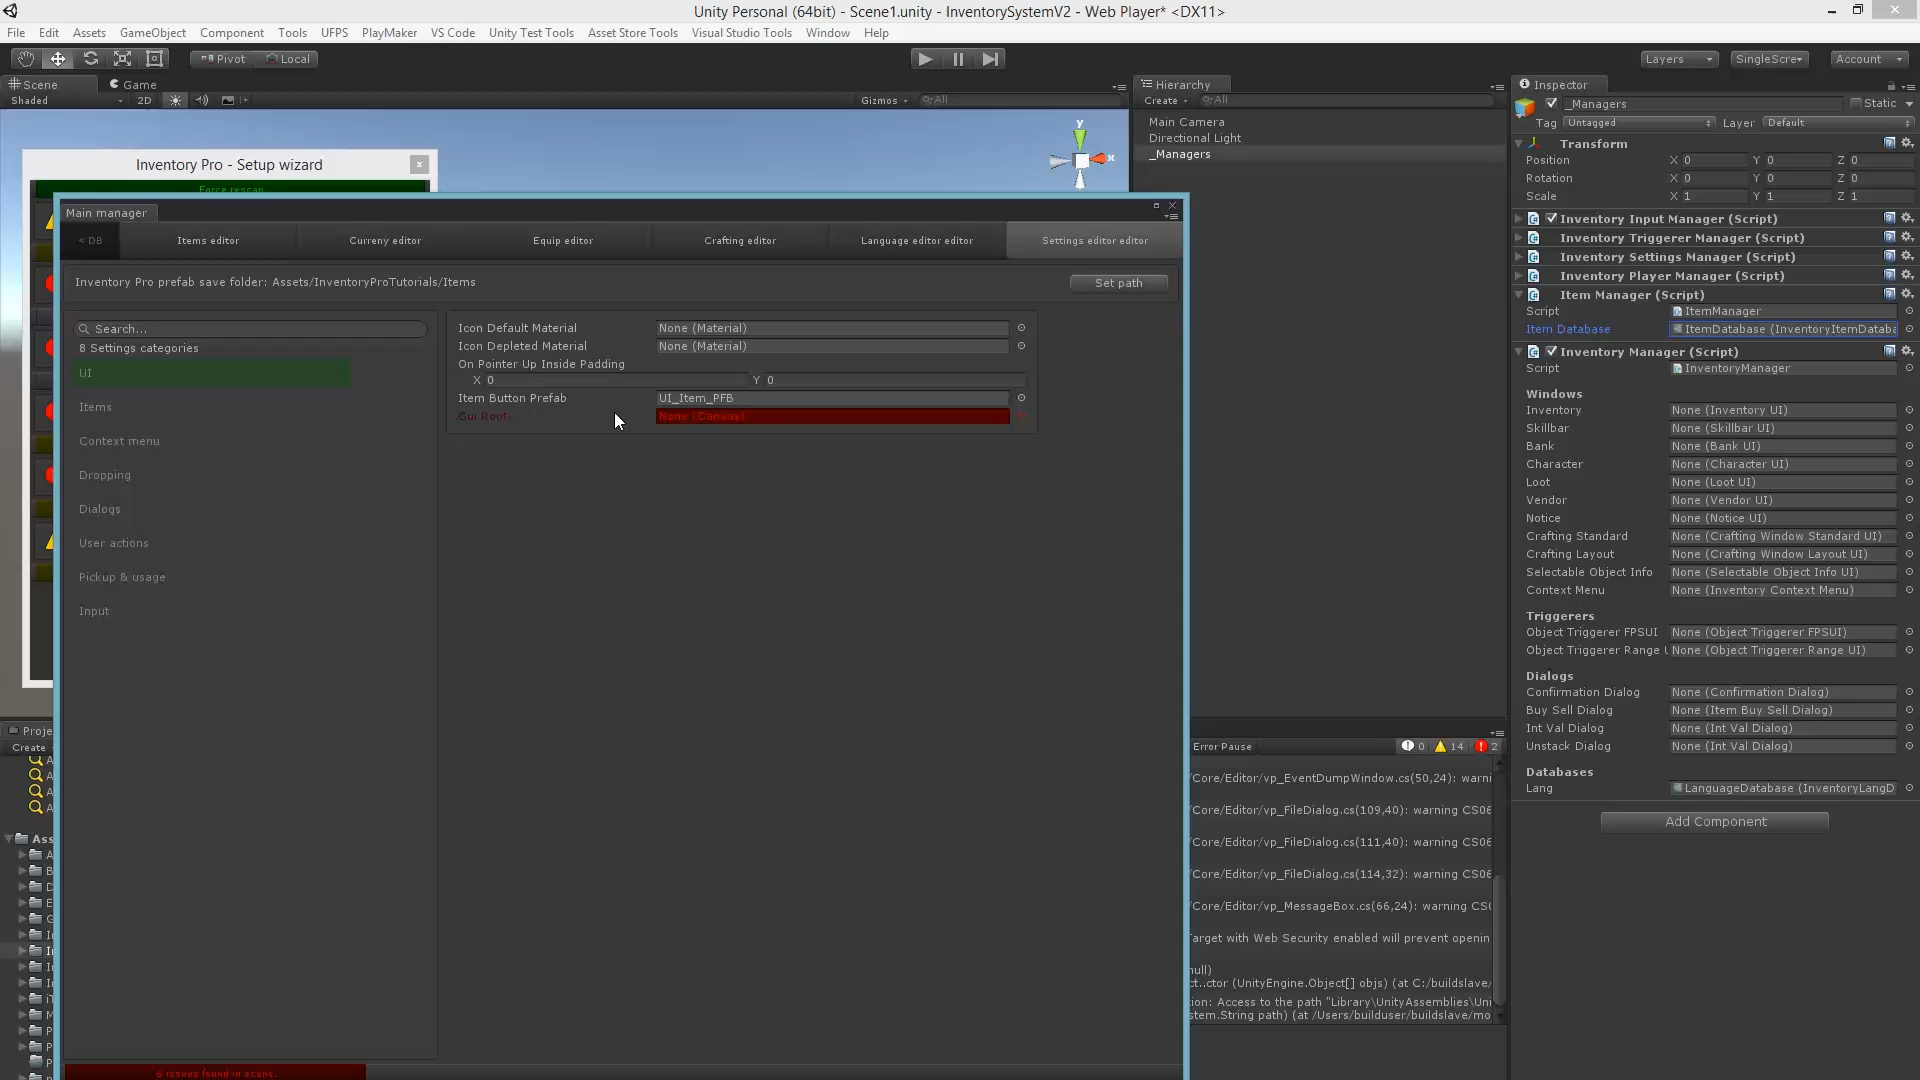 Unity Personal (64bit) - Scene1.unity - InventorySystemV2 - Web Player* <DX11>
File Edit Assets GameObject Component Tools UFPS PlayMaker VS Code Unity Test Tools Asset Store Tools Visual Studio Tools Window Help
Pivot Local Layers SingleScre Account
Scene Game
Shaded 2D Gizmos All
Inventory Pro - Setup wizard
Force rescan
Main manager
< DB Items editor Curreny editor Equip editor Crafting editor Language editor editor Settings editor editor
Inventory Pro prefab save folder: Assets/InventoryProTutorials/Items Set path
Search...
8 Settings categories
UI
Items
Context menu
Dropping
Dialogs
User actions
Pickup & usage
Input
Icon Default Material None (Material)
Icon Depleted Material None (Material)
On Pointer Up Inside Padding
X 0 Y 0
Item Button Prefab UI_Item_PFB
Gui Root None (Canvas)
6 issues found in scene.
Hierarchy
Create All
Main Camera
Directional Light
_Managers
Proje
Create
Ass
Error Pause 0 14 2
/Core/Editor/vp_EventDumpWindow.cs(50,24): warni
/Core/Editor/vp_FileDialog.cs(109,40): warning CS06
/Core/Editor/vp_FileDialog.cs(111,40): warning CS06
/Core/Editor/vp_FileDialog.cs(114,32): warning CS06
/Core/Editor/vp_MessageBox.cs(66,24): warning CS
Target with Web Security enabled will prevent openin
null)
ct..ctor (UnityEngine.Object[] objs) (at C:/buildslave/
ion: Access to the path "Library\UnityAssemblies\Uni
stem.String path) (at /Users/builduser/buildslave/mo
Inspector
_Managers Static
Tag Untagged Layer Default
Transform
Position X 0 Y 0 Z 0
Rotation X 0 Y 0 Z 0
Scale X 1 Y 1 Z 1
Inventory Input Manager (Script)
Inventory Triggerer Manager (Script)
Inventory Settings Manager (Script)
Inventory Player Manager (Script)
Item Manager (Script)
Script ItemManager
Item Database ItemDatabase (InventoryItemDataba
Inventory Manager (Script)
Script InventoryManager
Windows
Inventory None (Inventory UI)
Skillbar None (Skillbar UI)
Bank None (Bank UI)
Character None (Character UI)
Loot None (Loot UI)
Vendor None (Vendor UI)
Notice None (Notice UI)
Crafting Standard None (Crafting Window Standard UI)
Crafting Layout None (Crafting Window Layout UI)
Selectable Object Info None (Selectable Object Info UI)
Context Menu None (Inventory Context Menu)
Triggerers
Object Triggerer FPSUI None (Object Triggerer FPSUI)
Object Triggerer Range None (Object Triggerer Range UI)
Dialogs
Confirmation Dialog None (Confirmation Dialog)
Buy Sell Dialog None (Item Buy Sell Dialog)
Int Val Dialog None (Int Val Dialog)
Unstack Dialog None (Int Val Dialog)
Databases
Lang LanguageDatabase (InventoryLangD
Add Component